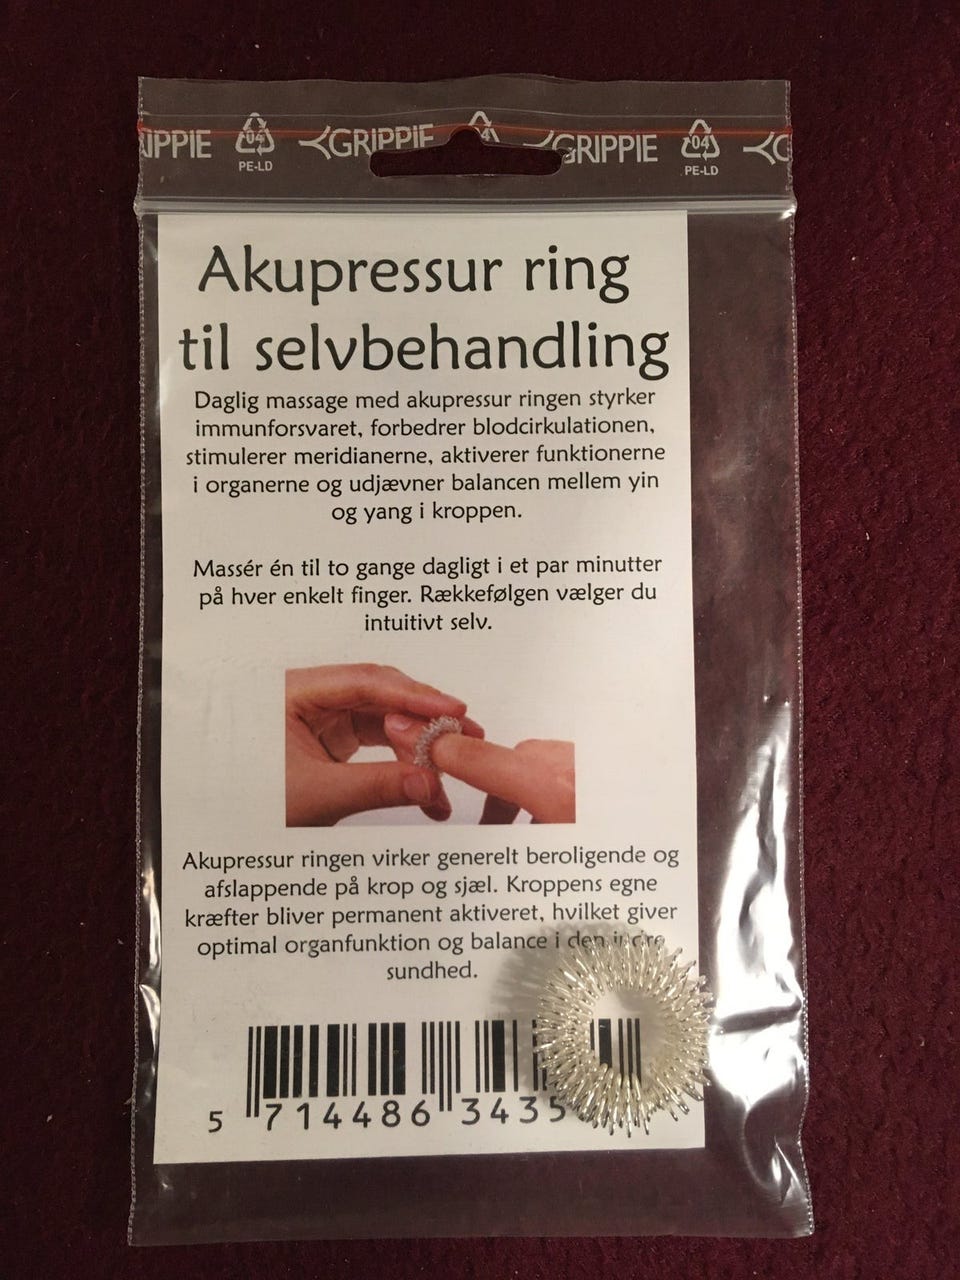 GRIPPIE 04 PE-LD GRIPPIE 04 GRIPPIE 04 PE-LD
Akupressur ring
til selvbehandling
Daglig massage med akupressur ringen styrker
immunforsvaret, forbedrer blodcirkulationen,
stimulerer meridianerne, aktiverer funktionerne
i organerne og udjævner balancen mellem yin
og yang i kroppen.
Massér én til to gange dagligt i et par minutter
på hver enkelt finger. Rækkefølgen vælger du
intuitivt selv.
Akupressur ringen virker generelt beroligende og
afslappende på krop og sjæl. Kroppens egne
kræfter bliver permanent aktiveret, hvilket giver
optimal organfunktion og balance i den indre
sundhed.
5 714486 3435